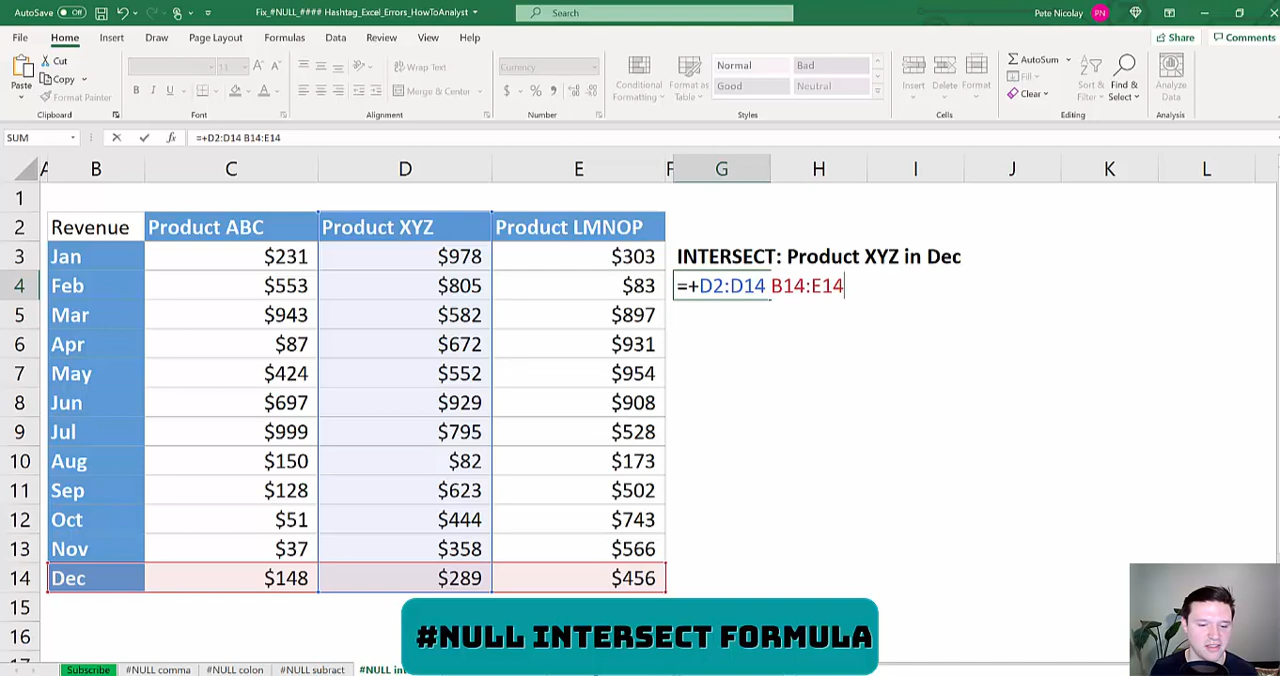 AutoSave Off Fix_#NULL_#### Hashtag_Excel_Errors_HowToAnalyst Search Pete Nicolay PN
File Home Insert Draw Page Layout Formulas Data Review View Help Share Comments
Paste Cut Copy Format Painter
Clipboard
11
B I U
Font
Wrap Text
Merge & Center
Alignment
Currency
$ % ,
Number
Conditional Formatting Format as Table
Normal Bad
Good Neutral
Styles
Insert Delete Format
Cells
AutoSum
Fill
Clear
Sort & Filter Find & Select
Editing
Analyze Data
Analysis
SUM fx =+D2:D14 B14:E14
A B C D E F G H I J K L
1
2 Revenue Product ABC Product XYZ Product LMNOP
3 Jan $231 $978 $303 INTERSECT: Product XYZ in Dec
4 Feb $553 $805 $83 =+D2:D14 B14:E14
5 Mar $943 $582 $897
6 Apr $87 $672 $931
7 May $424 $552 $954
8 Jun $697 $929 $908
9 Jul $999 $795 $528
10 Aug $150 $82 $173
11 Sep $128 $623 $502
12 Oct $51 $444 $743
13 Nov $37 $358 $566
14 Dec $148 $289 $456
15
16
#NULL INTERSECT FORMULA
Subscribe #NULL comma #NULL colon #NULL subract #NULL int